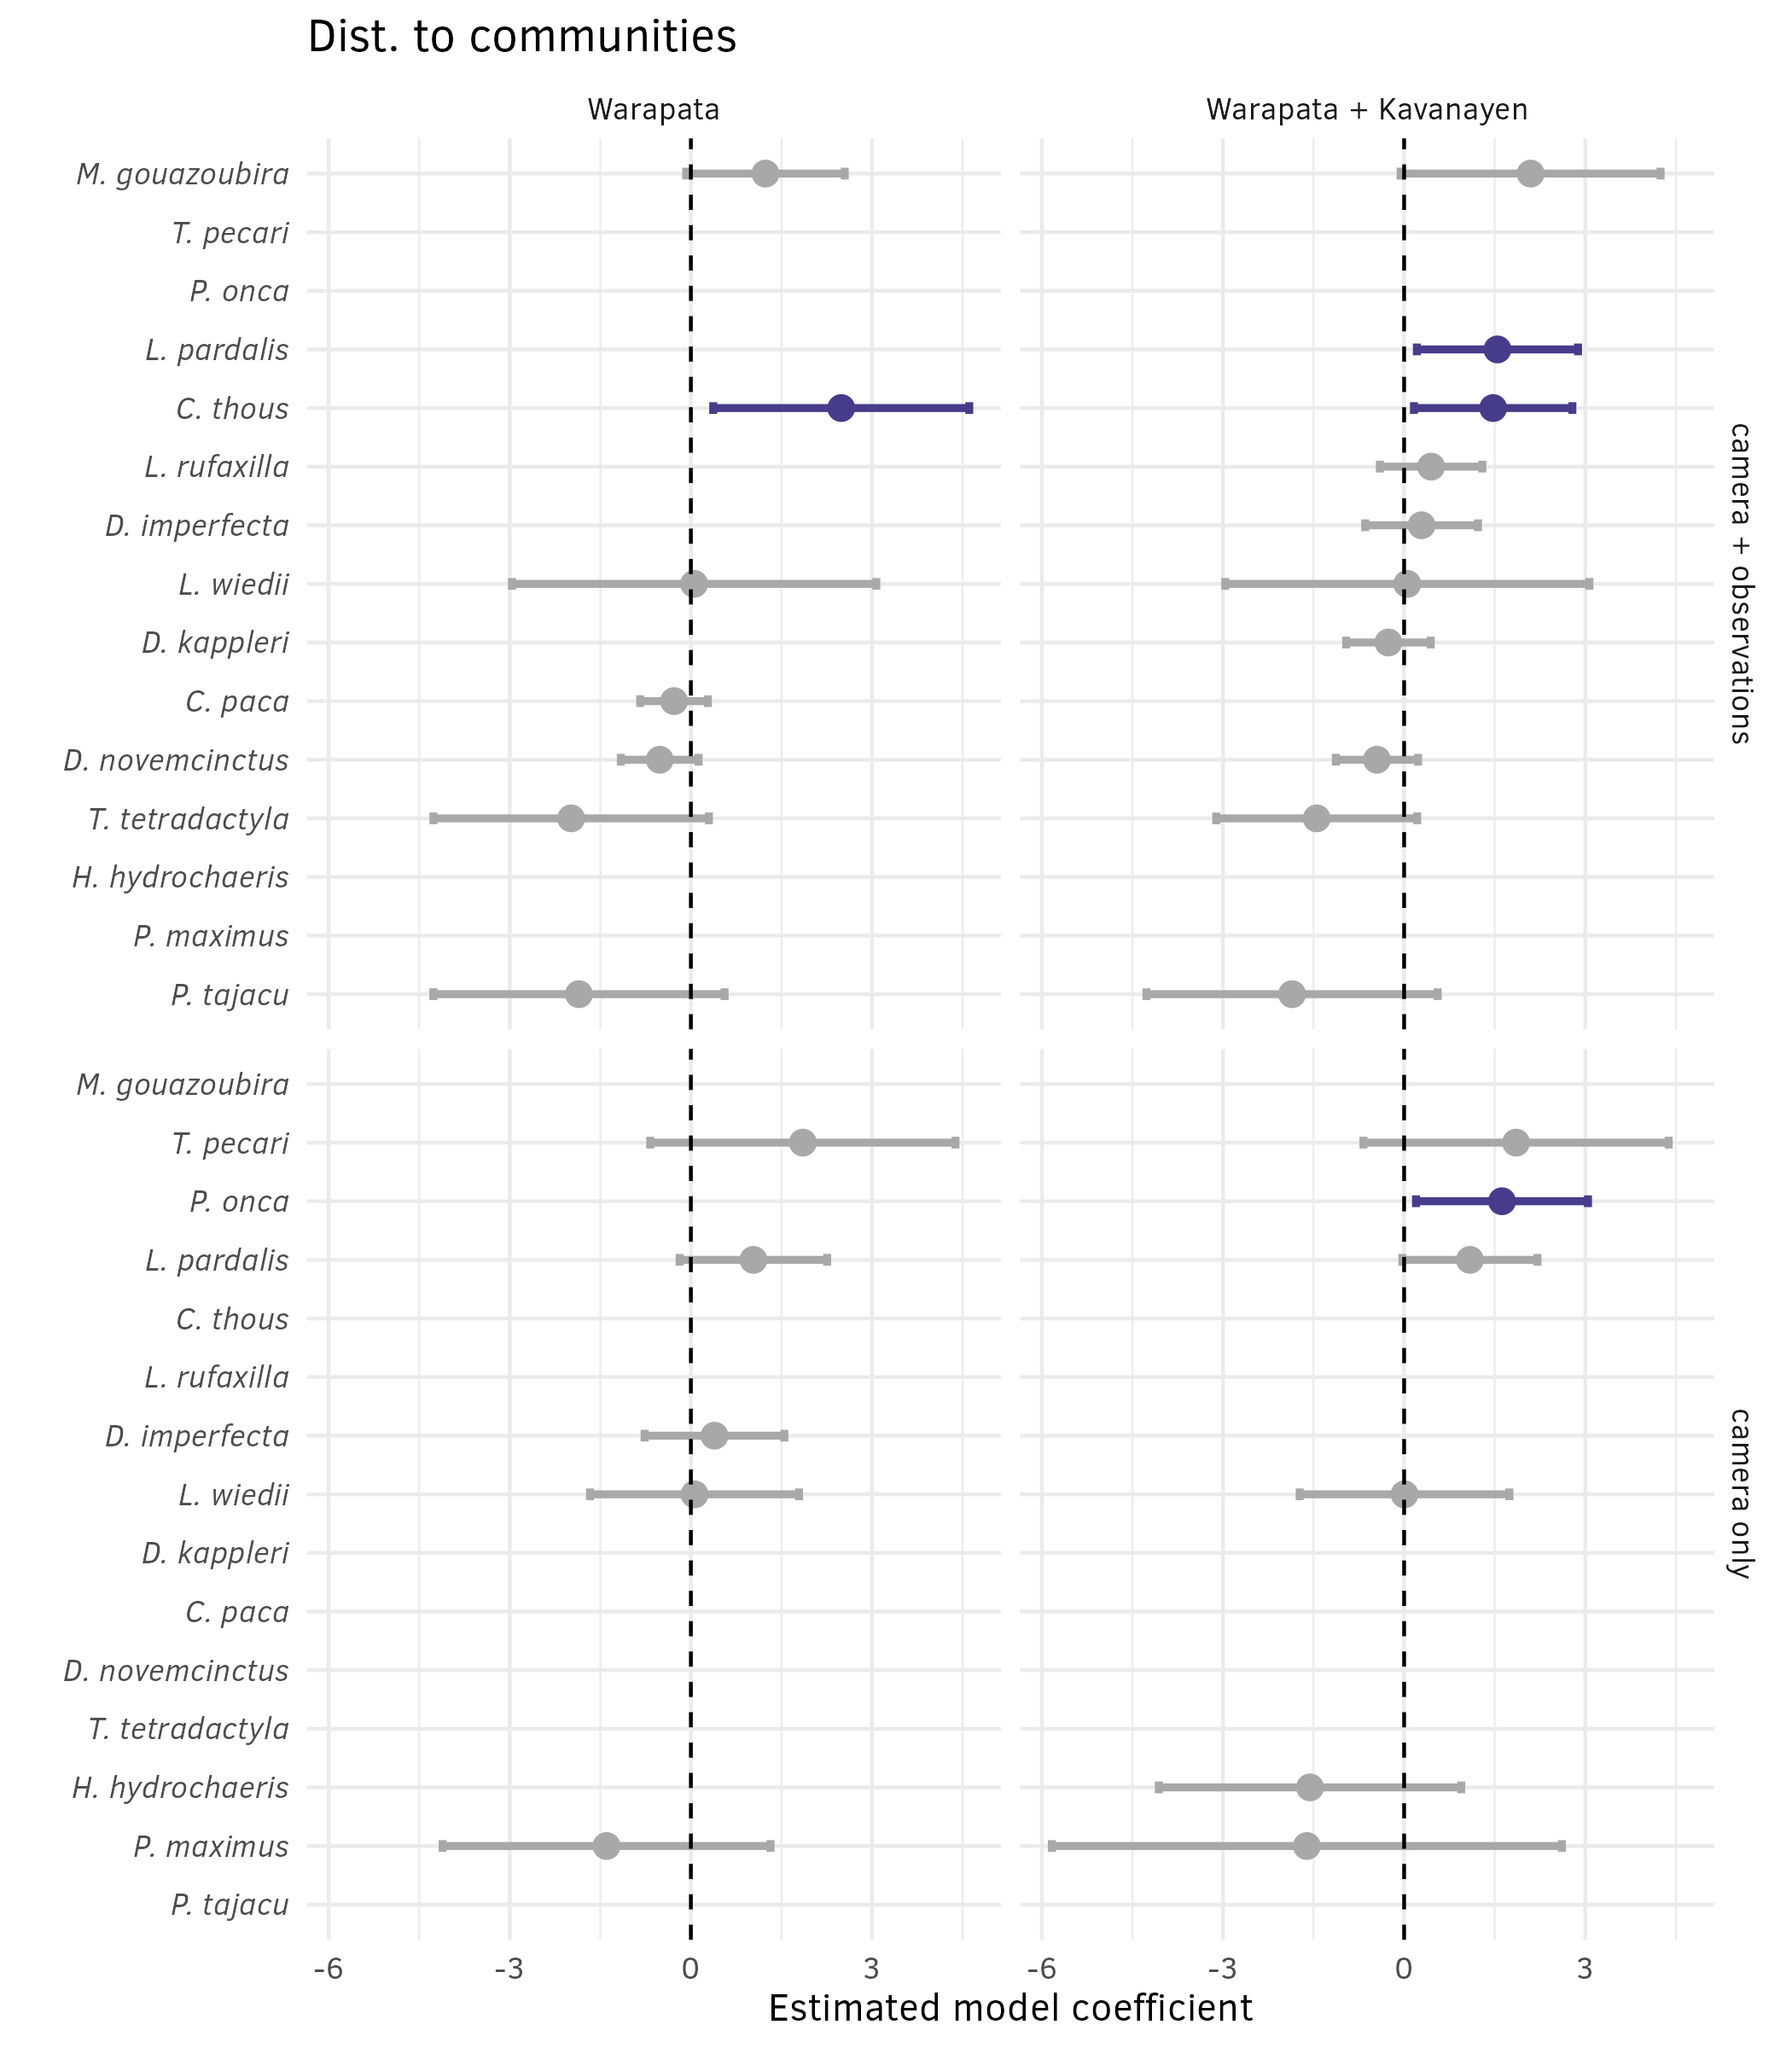 Dist. to communities
Warapata
Warapata + Kavanayen
M. gouazoubira
T. pecari
P. onca
L. pardalis
C. thous
L. rufaxilla
D. imperfecta
L. wiedii
D. kappleri
C. paca
D. novemcinctus
T. tetradactyla
H. hydrochaeris
P. maximus
P. tajacu
camera + observations
M. gouazoubira
T. pecari
P. onca
L. pardalis
C. thous
L. rufaxilla
D. imperfecta
L. wiedii
D. kappleri
C. paca
D. novemcinctus
T. tetradactyla
H. hydrochaeris
P. maximus
P. tajacu
camera only
-6 -3 0 3 -6 -3 0 3
Estimated model coefficient